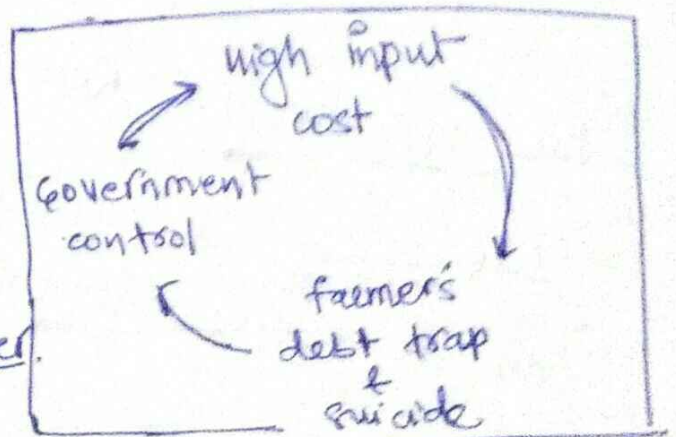 High input
cost
Government
control
farmer's
debt trap
&
suicide